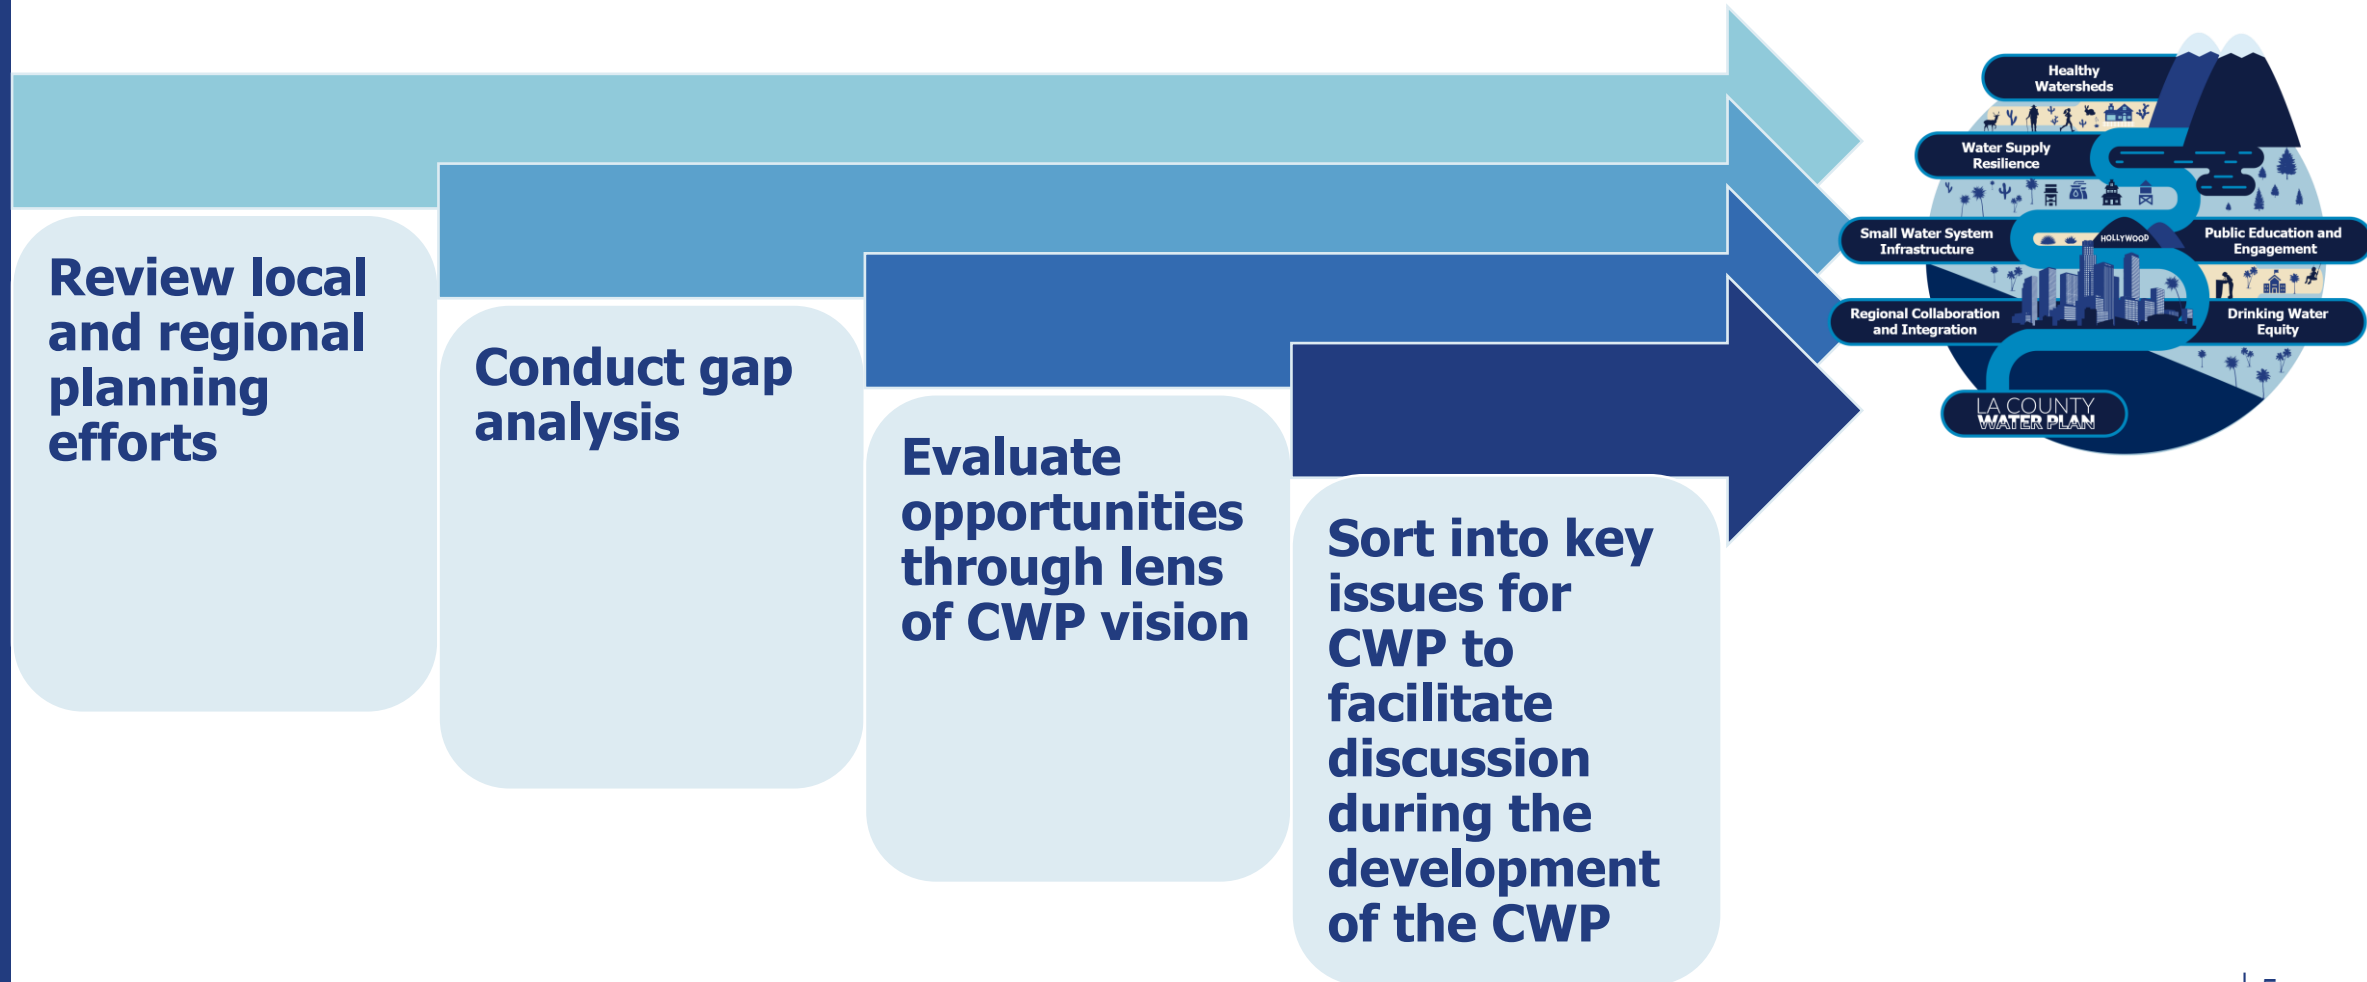 Review local
and regional
planning
efforts
Conduct gap
analysis
Evaluate
opportunities
through lens
of CWP vision
Sort into key
issues for
CWP to
facilitate
discussion
during the
development
of the CWP
Healthy
Watersheds
Water Supply
Resilience
Small Water System
Infrastructure
HOLLYWOOD
Public Education and
Engagement
Regional Collaboration
and Integration
Drinking Water
Equity
LA COUNTY
WATER PLAN